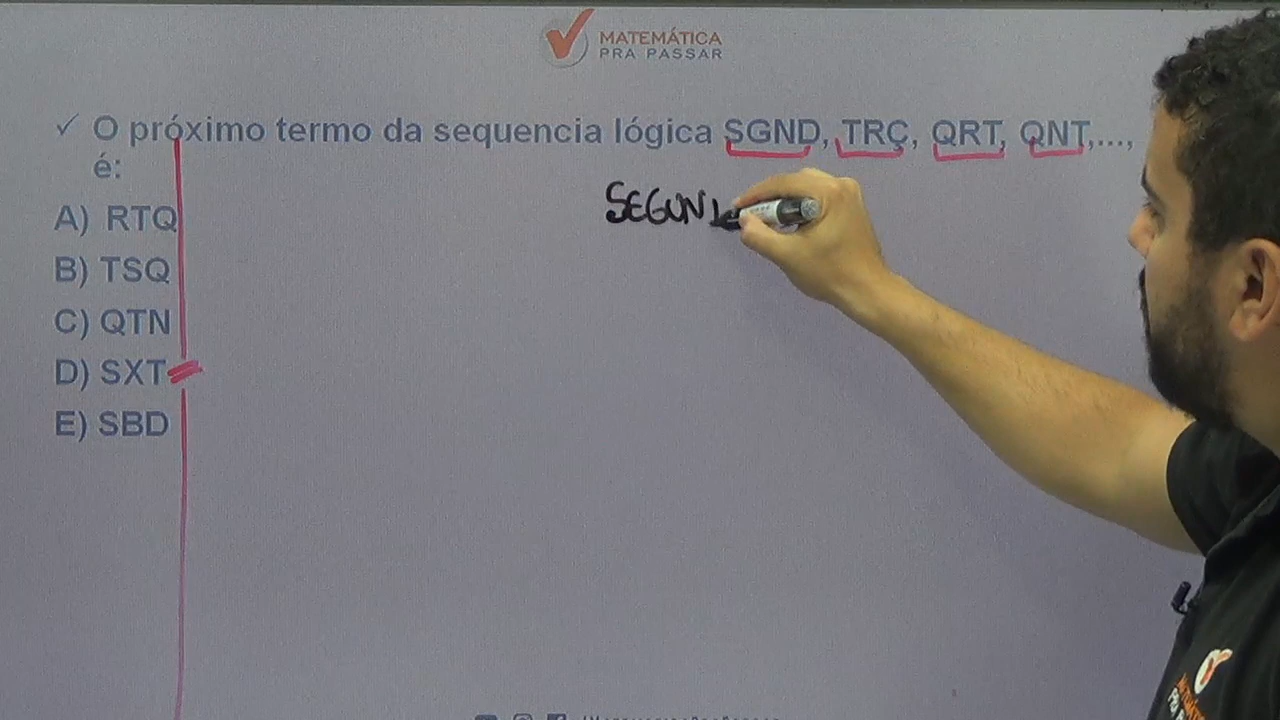 MATEMÁTICA
PRA PASSAR
✓ O próximo termo da sequencia lógica SGND, TRÇ, QRT, QNT,...,
é:
SEGUN
A) RTQ
B) TSQ
C) QTN
D) SXT
E) SBD